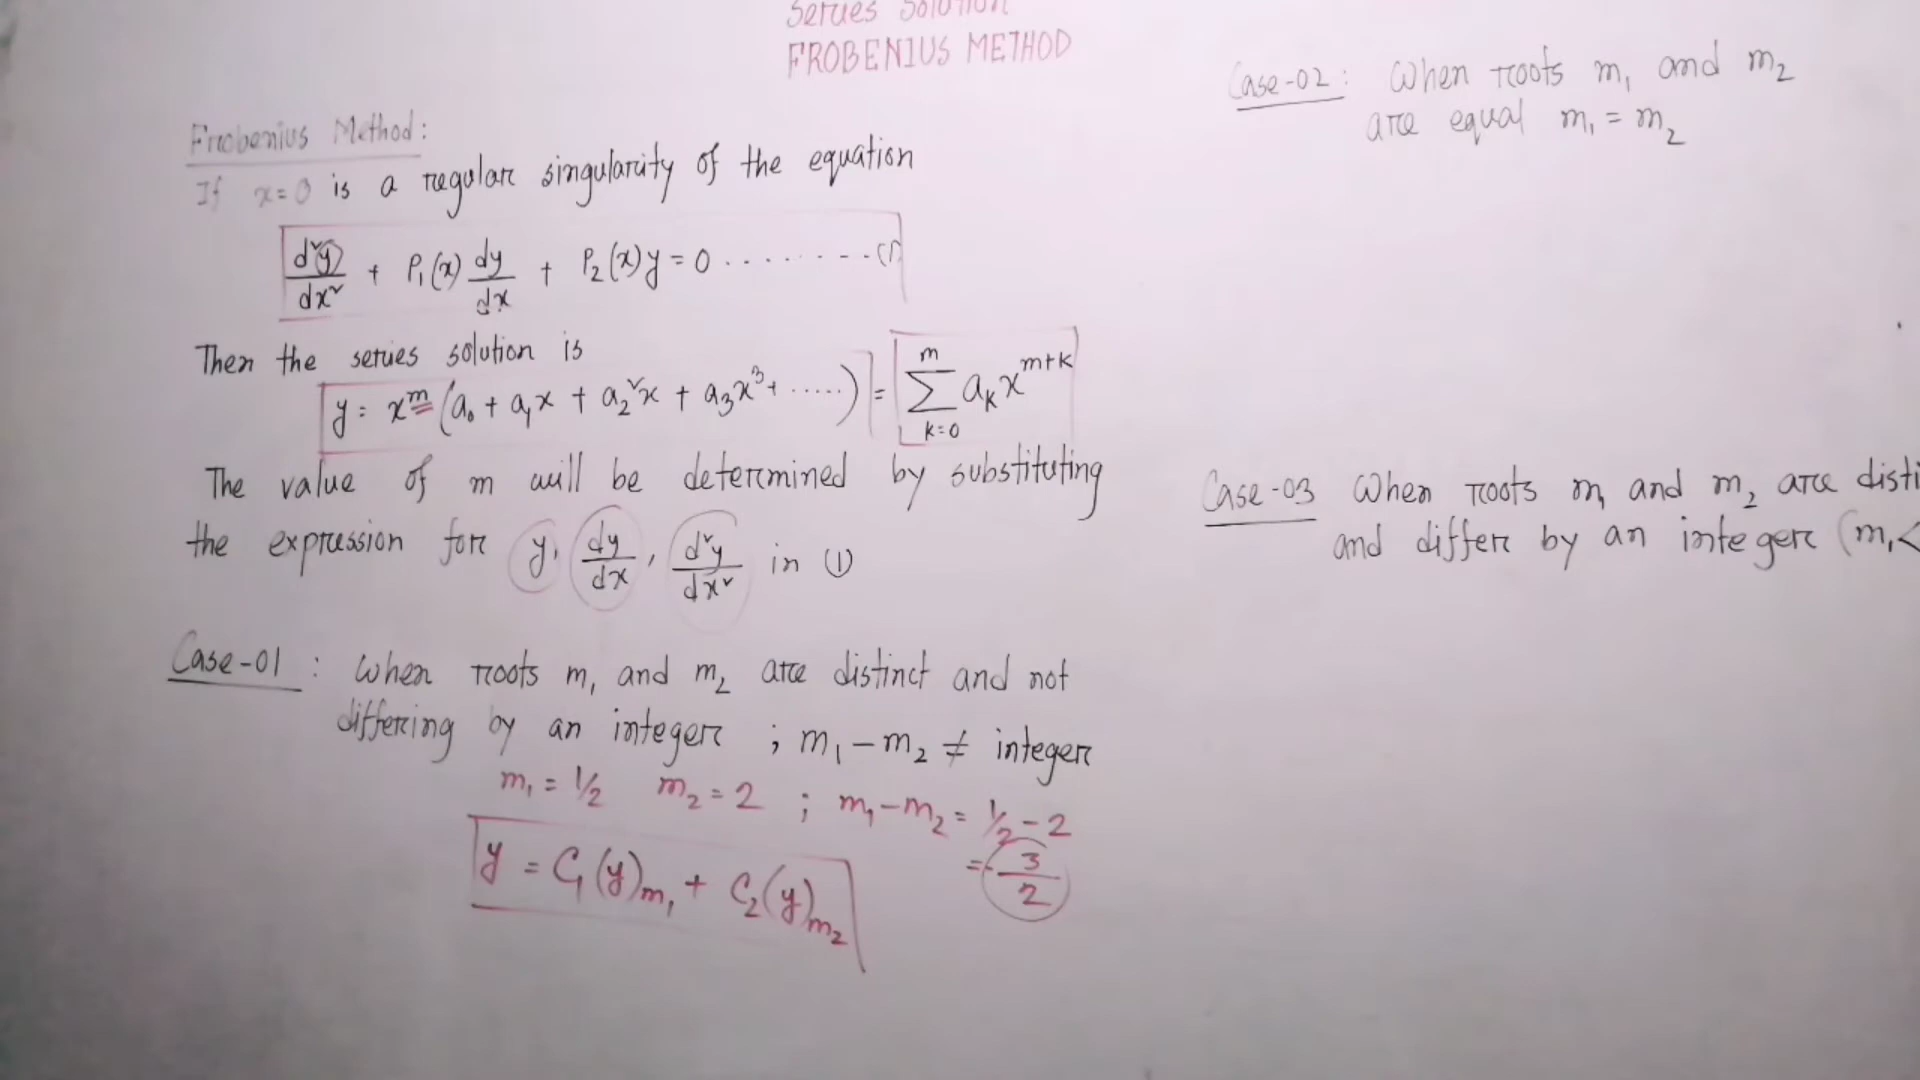 Series Solution
FROBENIUS METHOD
Frobenius Method:
If x=0 is a regular singularity of the equation
d²y/dx² + P₁(x) dy/dx + P₂(x)y = 0 .........(1)
Then the series solution is
y = x^m (a₀ + a₁x + a₂²x + a₃x³ + .....) = Σ_{k=0}^{m} a_k x^{m+k}
The value of m will be determined by substituting
the expression for y, dy/dx, d²y/dx² in ①
Case-01 : When roots m₁ and m₂ are distinct and not
differing by an integer ; m₁ - m₂ ≠ integer
m₁ = 1/2 m₂ = 2 ; m₁-m₂ = 1/2 - 2
= -3/2
y = C₁(y)m₁ + C₂(y)m₂
Case-02 : When roots m₁ and m₂
are equal m₁ = m₂
Case-03 When roots m₁ and m₂ are disti
and differ by an integer (m₁<